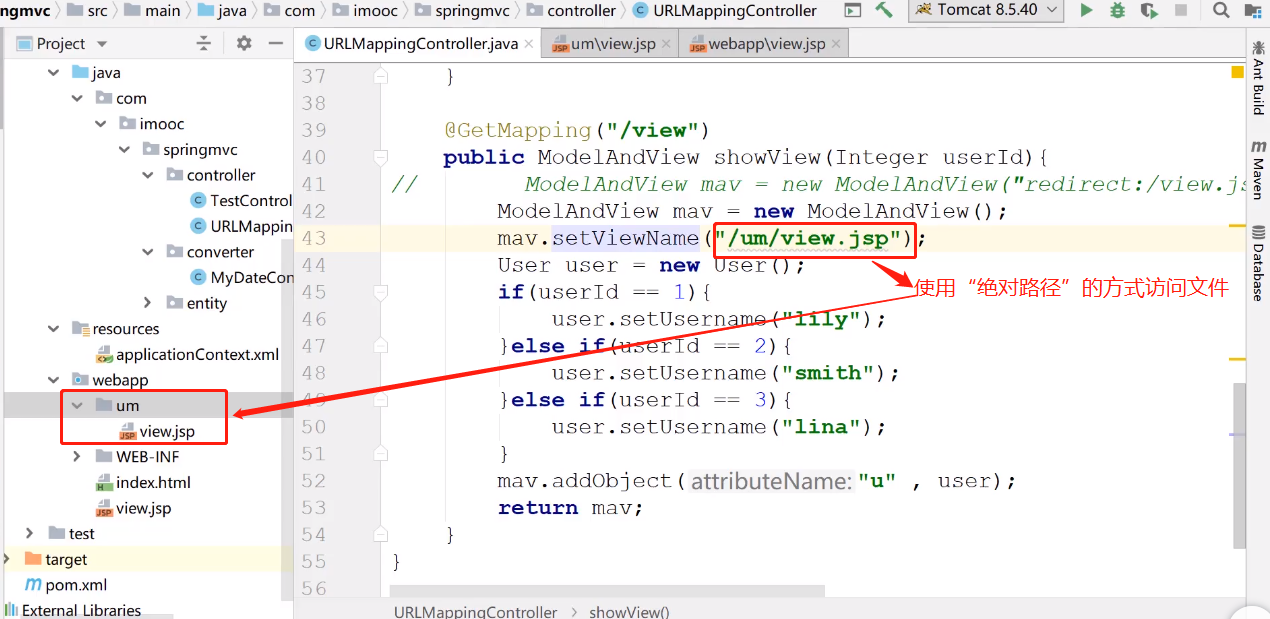 ngmvc src main java com imooc springmvc controller URLMappingController Tomcat 8.5.40
Project
URLMappingController.java um\view.jsp webapp\view.jsp
java
com
imooc
springmvc
controller
TestControl
URLMappin
converter
MyDateCon
entity
resources
applicationContext.xml
webapp
um
view.jsp
WEB-INF
index.html
view.jsp
test
target
pom.xml
External Libraries
37 }
38
39 @GetMapping("/view")
40 public ModelAndView showView(Integer userId){
41 // ModelAndView mav = new ModelAndView("redirect:/view.js
42 ModelAndView mav = new ModelAndView();
43 mav.setViewName("/um/view.jsp");
44 User user = new User();
使用“绝对路径”的方式访问文件
45 if(userId == 1){
46 user.setUsername("lily");
47 }else if(userId == 2){
48 user.setUsername("smith");
49 }else if(userId == 3){
50 user.setUsername("lina");
51 }
52 mav.addObject( attributeName: "u" , user);
53 return mav;
54 }
55 }
56
URLMappingController showView()
Ant Build
Maven
Database